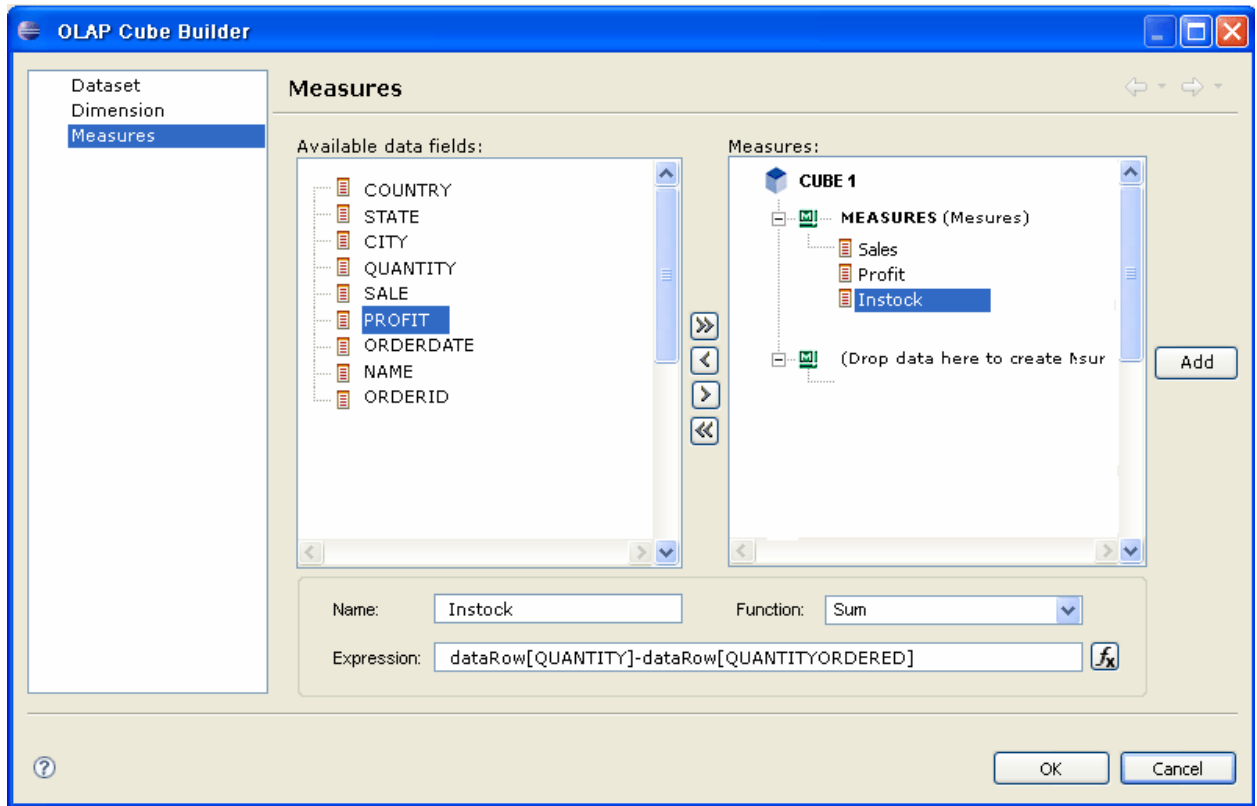 OLAP Cube Builder
Dataset
Dimension
Measures
Measures
Available data fields:
COUNTRY
STATE
CITY
QUANTITY
SALE
PROFIT
ORDERDATE
NAME
ORDERID
Measures:
CUBE 1
MEASURES (Mesures)
Sales
Profit
Instock
(Drop data here to create
Add
Name: Instock
Function: Sum
Expression: dataRow[QUANTITY]-dataRow[QUANTITYORDERED]
fx
OK
Cancel